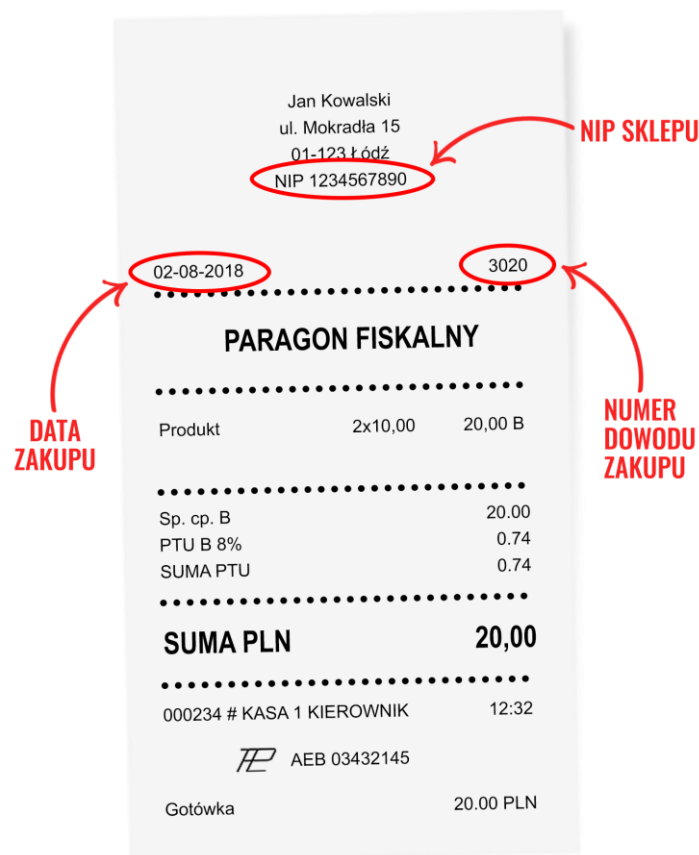 Jan Kowalski
ul. Mokradła 15
01-123 Łódź
NIP 1234567890
NIP SKLEPU
02-08-2018 3020
PARAGON FISKALNY
DATA
ZAKUPU
NUMER
DOWODU
ZAKUPU
Produkt 2x10,00 20,00 B
Sp. cp. B 20.00
PTU B 8% 0.74
SUMA PTU 0.74
SUMA PLN 20,00
000234 # KASA 1 KIEROWNIK 12:32
AEB 03432145
Gotówka 20.00 PLN